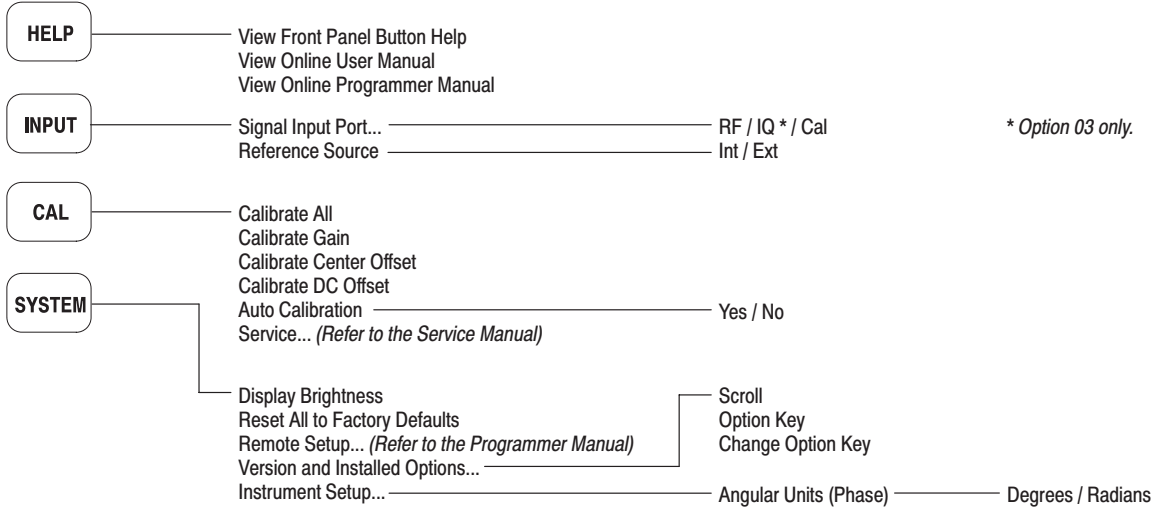 HELP
View Front Panel Button Help
View Online User Manual
View Online Programmer Manual
INPUT
Signal Input Port... RF / IQ * / Cal * Option 03 only.
Reference Source Int / Ext
CAL
Calibrate All
Calibrate Gain
Calibrate Center Offset
Calibrate DC Offset
SYSTEM
Auto Calibration Yes / No
Service... (Refer to the Service Manual)
Display Brightness Scroll
Reset All to Factory Defaults Option Key
Remote Setup... (Refer to the Programmer Manual) Change Option Key
Version and Installed Options...
Instrument Setup... Angular Units (Phase) Degrees / Radians